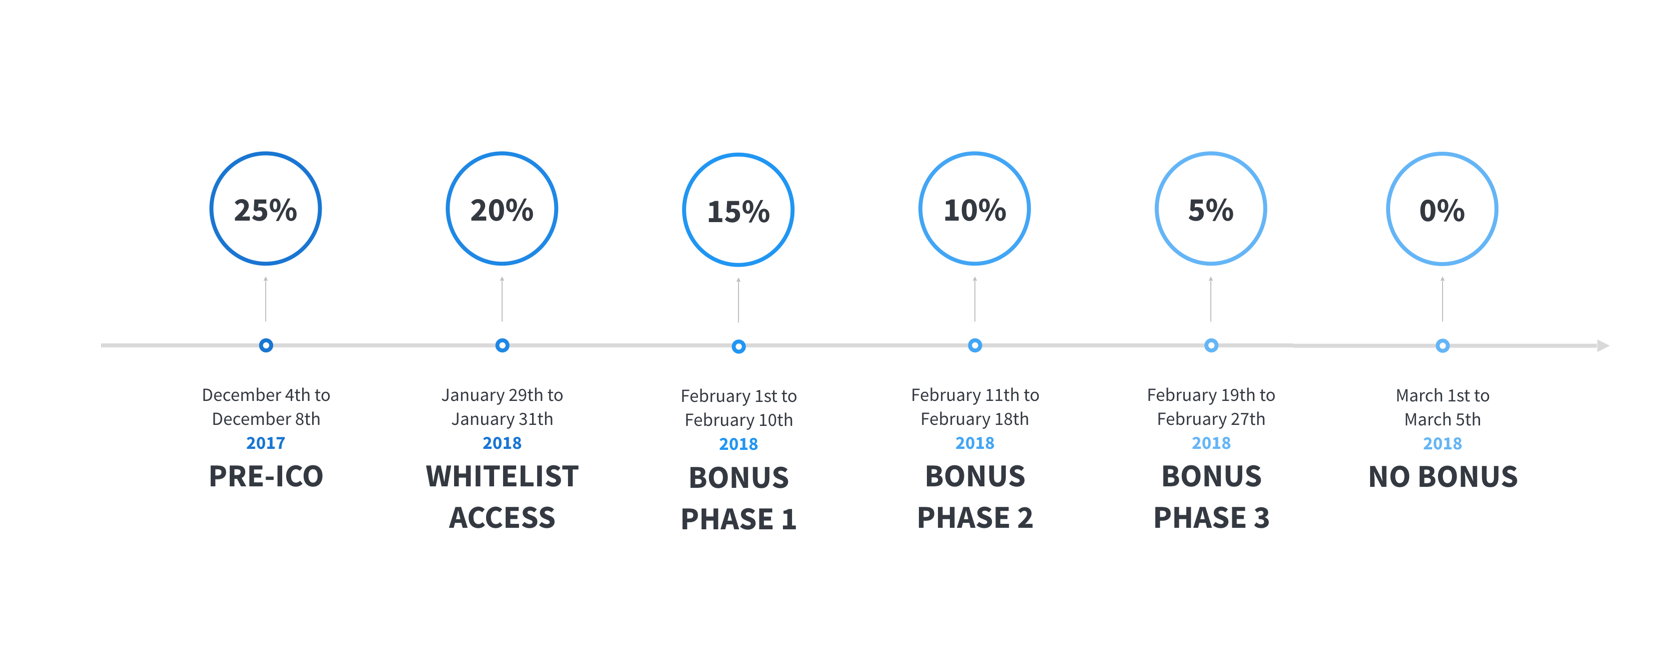 25%
20%
15%
10%
5%
0%
December 4th to
December 8th
2017
PRE-ICO
January 29th to
January 31th
2018
WHITELIST
ACCESS
February 1st to
February 10th
2018
BONUS
PHASE 1
February 11th to
February 18th
2018
BONUS
PHASE 2
February 19th to
February 27th
2018
BONUS
PHASE 3
March 1st to
March 5th
2018
NO BONUS